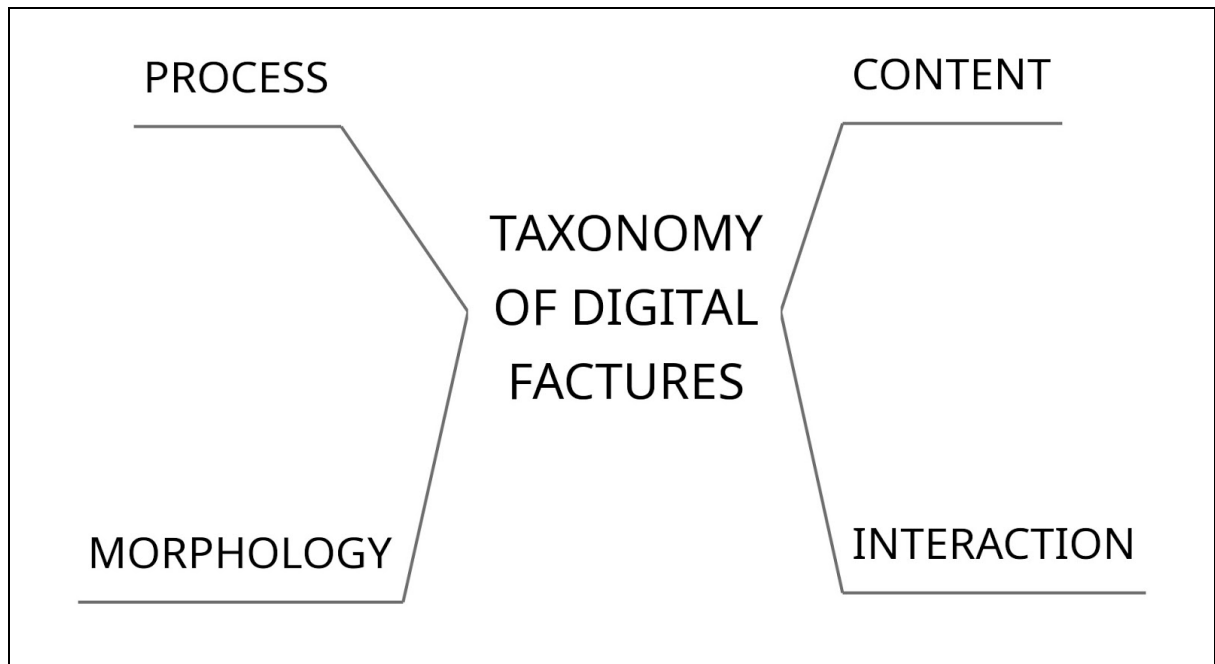 PROCESS
CONTENT
TAXONOMY
OF DIGITAL
FACTURES
MORPHOLOGY
INTERACTION